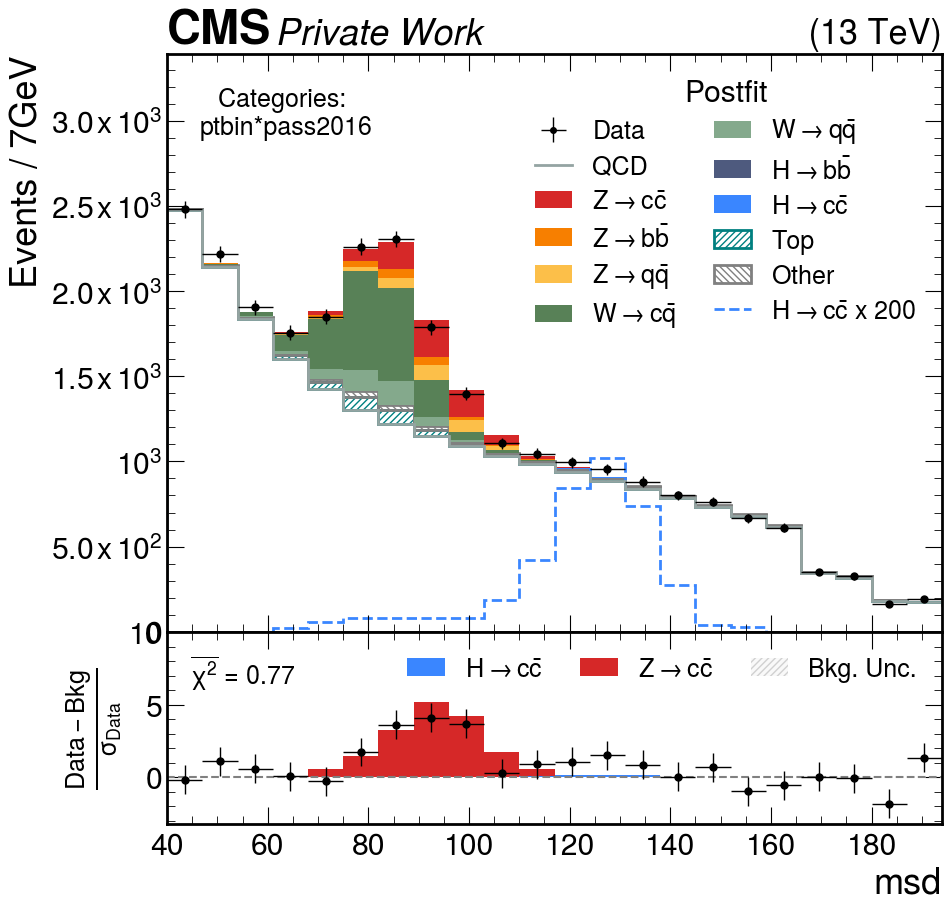 CMS Private Work (13 TeV)
Events / 7GeV
Categories:
ptbin*pass2016
Postfit
Data
QCD
Z→cc̄
Z→bb̄
Z→qq̄
W→cq̄
W→qq̄
H→bb̄
H→cc̄
Top
Other
H→cc̄ x 200
3.0 x 10³
2.5 x 10³
2.0 x 10³
1.5 x 10³
10³
5.0 x 10²
0
Data − Bkg
σData
χ² = 0.77
H→cc̄
Z→cc̄
Bkg. Unc.
10
5
0
40 60 80 100 120 140 160 180
msd